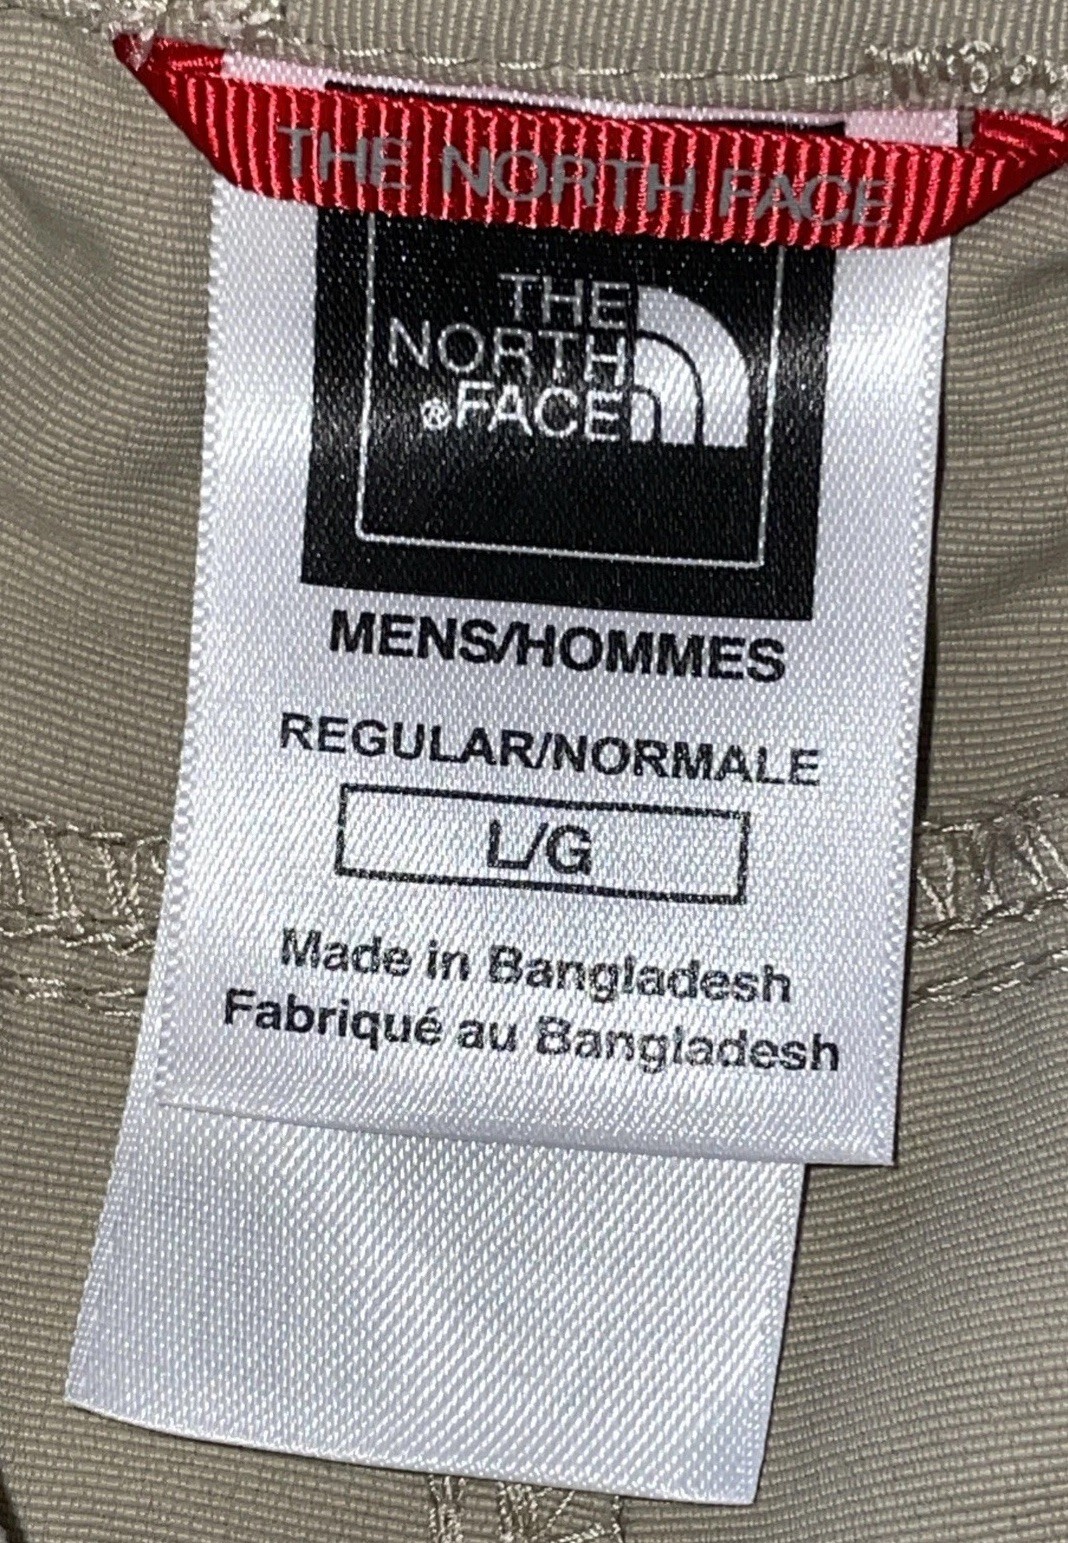 THE NORTH FACE
THE
NORTH
®FACE
MENS/HOMMES
REGULAR/NORMALE
L/G
Made in Bangladesh
Fabriqué au Bangladesh